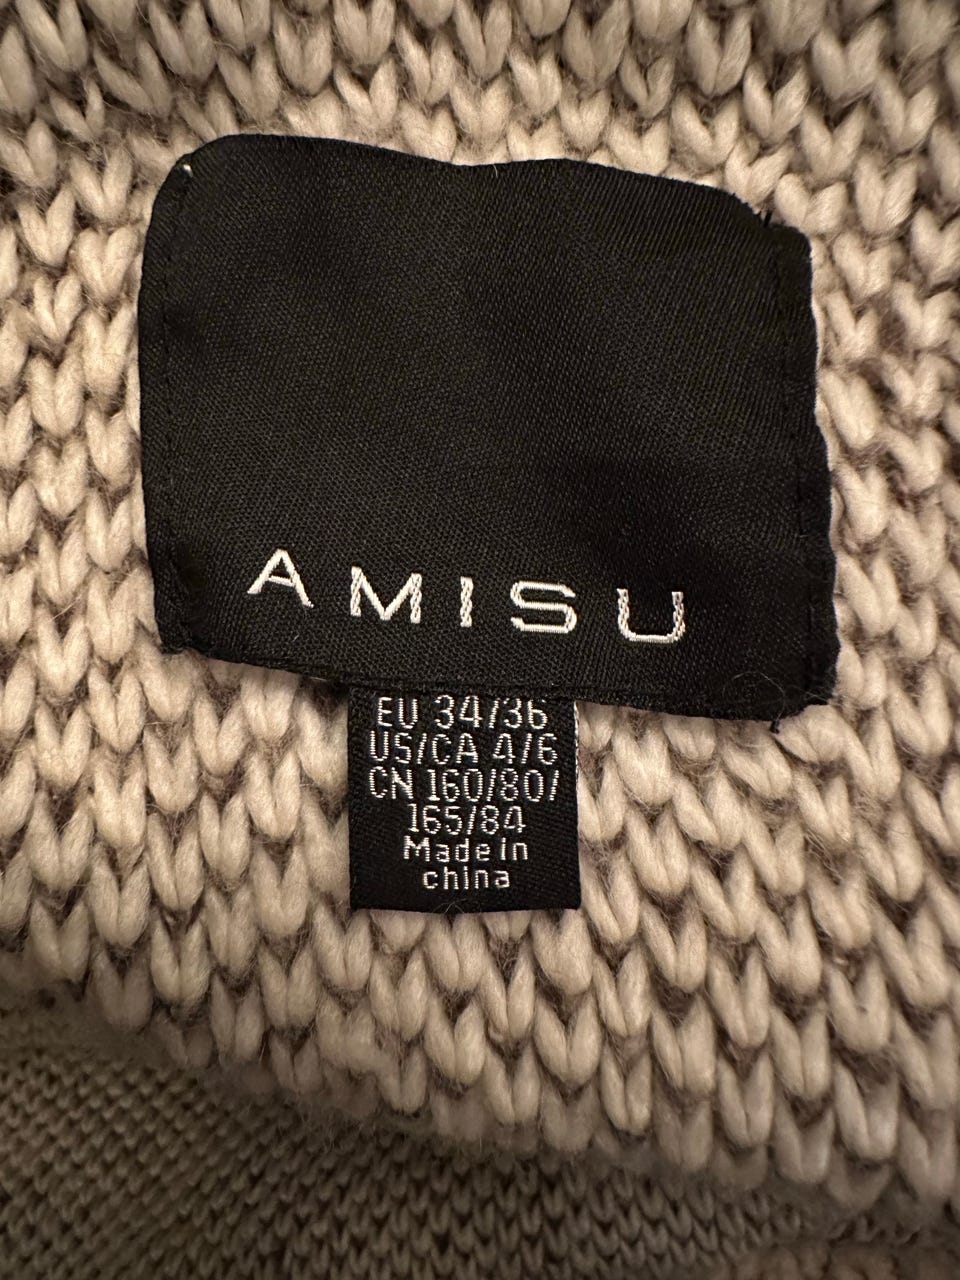 AMISU
EU 34/36
US/CA 4/6
CN 160/80/
165/84
Made in
china